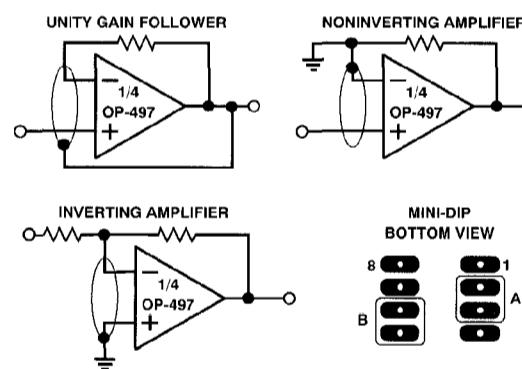 UNITY GAIN FOLLOWER
−
1/4
OP-497
+
NONINVERTING AMPLIFIER
−
1/4
OP-497
+
INVERTING AMPLIFIER
−
1/4
OP-497
+
MINI-DIP
BOTTOM VIEW
8
1
A
B